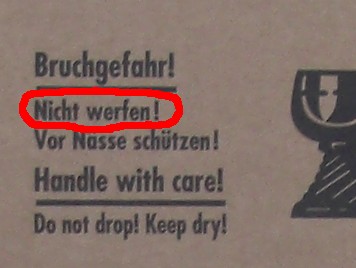 Bruchgefahr!
Nicht werfen!
Vor Nässe schützen!
Handle with care!
Do not drop! Keep dry!